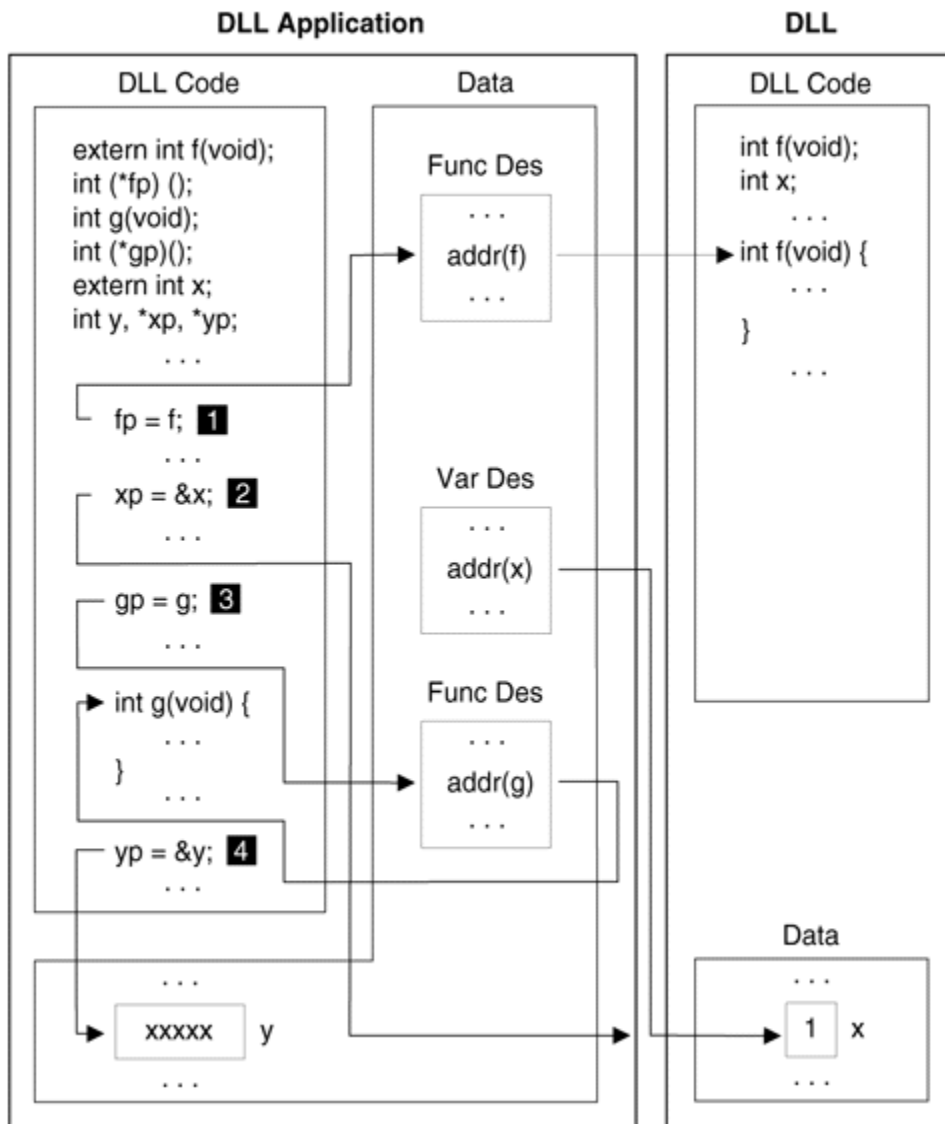 DLL Application
DLL Code
extern int f(void);
int (*fp) ();
int g(void);
int (*gp)();
extern int x;
int y, *xp, *yp;
. . .
fp = f; 1
. . .
xp = &x; 2
. . .
gp = g; 3
. . .
int g(void) {
. . .
}
. . .
yp = &y; 4
. . .
Data
Func Des
. . .
addr(f)
. . .
Var Des
. . .
addr(x)
. . .
Func Des
. . .
addr(g)
. . .
. . .
xxxxx y
. . .
DLL
DLL Code
int f(void);
int x;
. . .
int f(void) {
. . .
}
. . .
Data
. . .
1 x
. . .